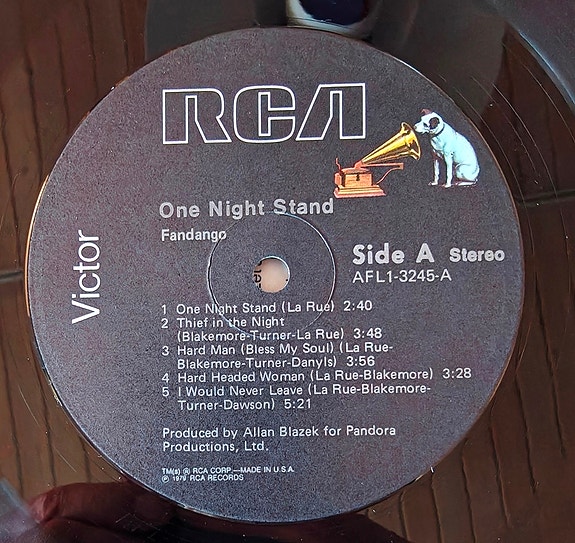 RCA
One Night Stand
Fandango
Victor
Side A Stereo
AFL1-3245-A
1 One Night Stand (La Rue) 2:40
2 Thief in the Night
(Blakemore-Turner-La Rue) 3:48
3 Hard Man (Bless My Soul) (La Rue-
Blakemore-Turner-Danyls) 3:56
4 Hard Headed Woman (La Rue-Blakemore) 3:28
5 I Would Never Leave (La Rue-Blakemore-
Turner-Dawson) 5:21
Produced by Allan Blazek for Pandora
Productions, Ltd.
TM(s) ® RCA CORP.—MADE IN U.S.A.
℗ 1979 RCA RECORDS